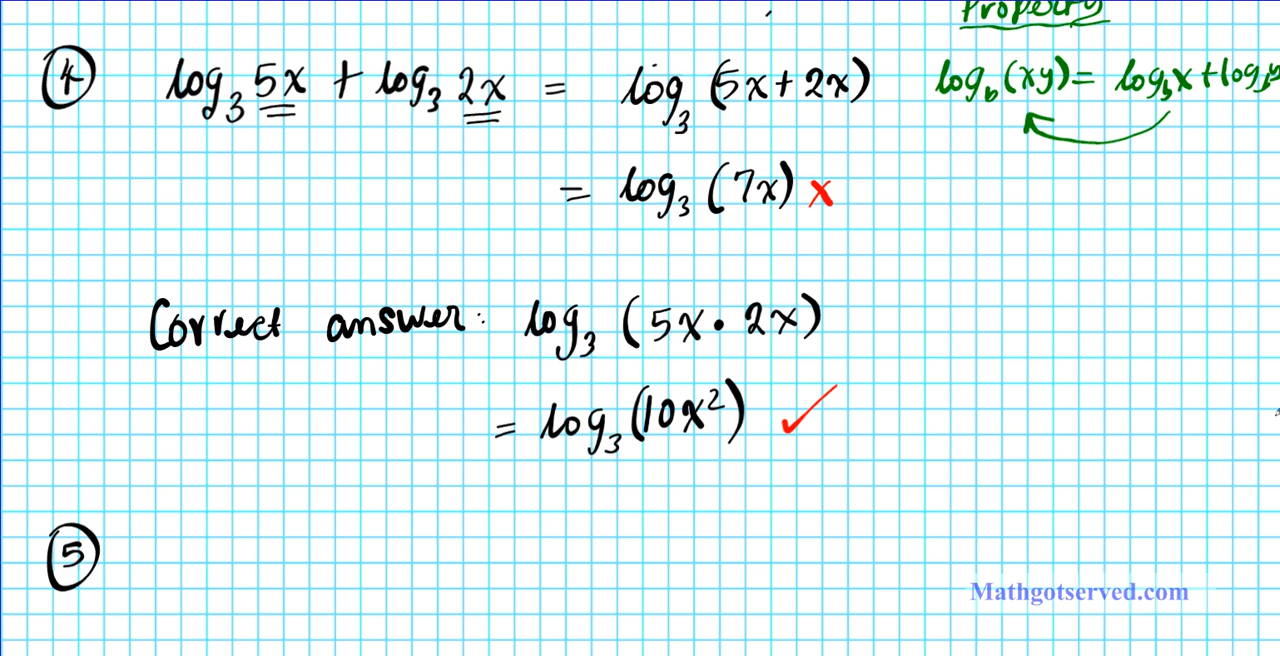 Property
④ log₃ 5x + log₃ 2x = log₃ (5x + 2x) log_b (xy) = log_b x + log_b y
= log₃ (7x) x
Correct answer: log₃ (5x · 2x)
= log₃ (10x²) ✓
⑤
Mathgotserved.com